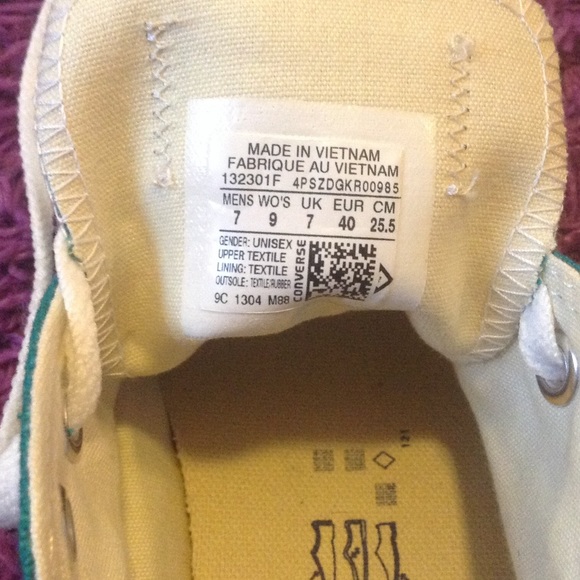 MADE IN VIETNAM
FABRIQUE AU VIETNAM
132301F 4PSZDGKR00985
MENS WO'S UK EUR CM
7 9 7 40 25.5
GENDER: UNISEX
UPPER TEXTILE
LINING: TEXTILE
OUTSOLE: TEXTILE/RUBBER
9C 1304 M88
CONVERSE
121